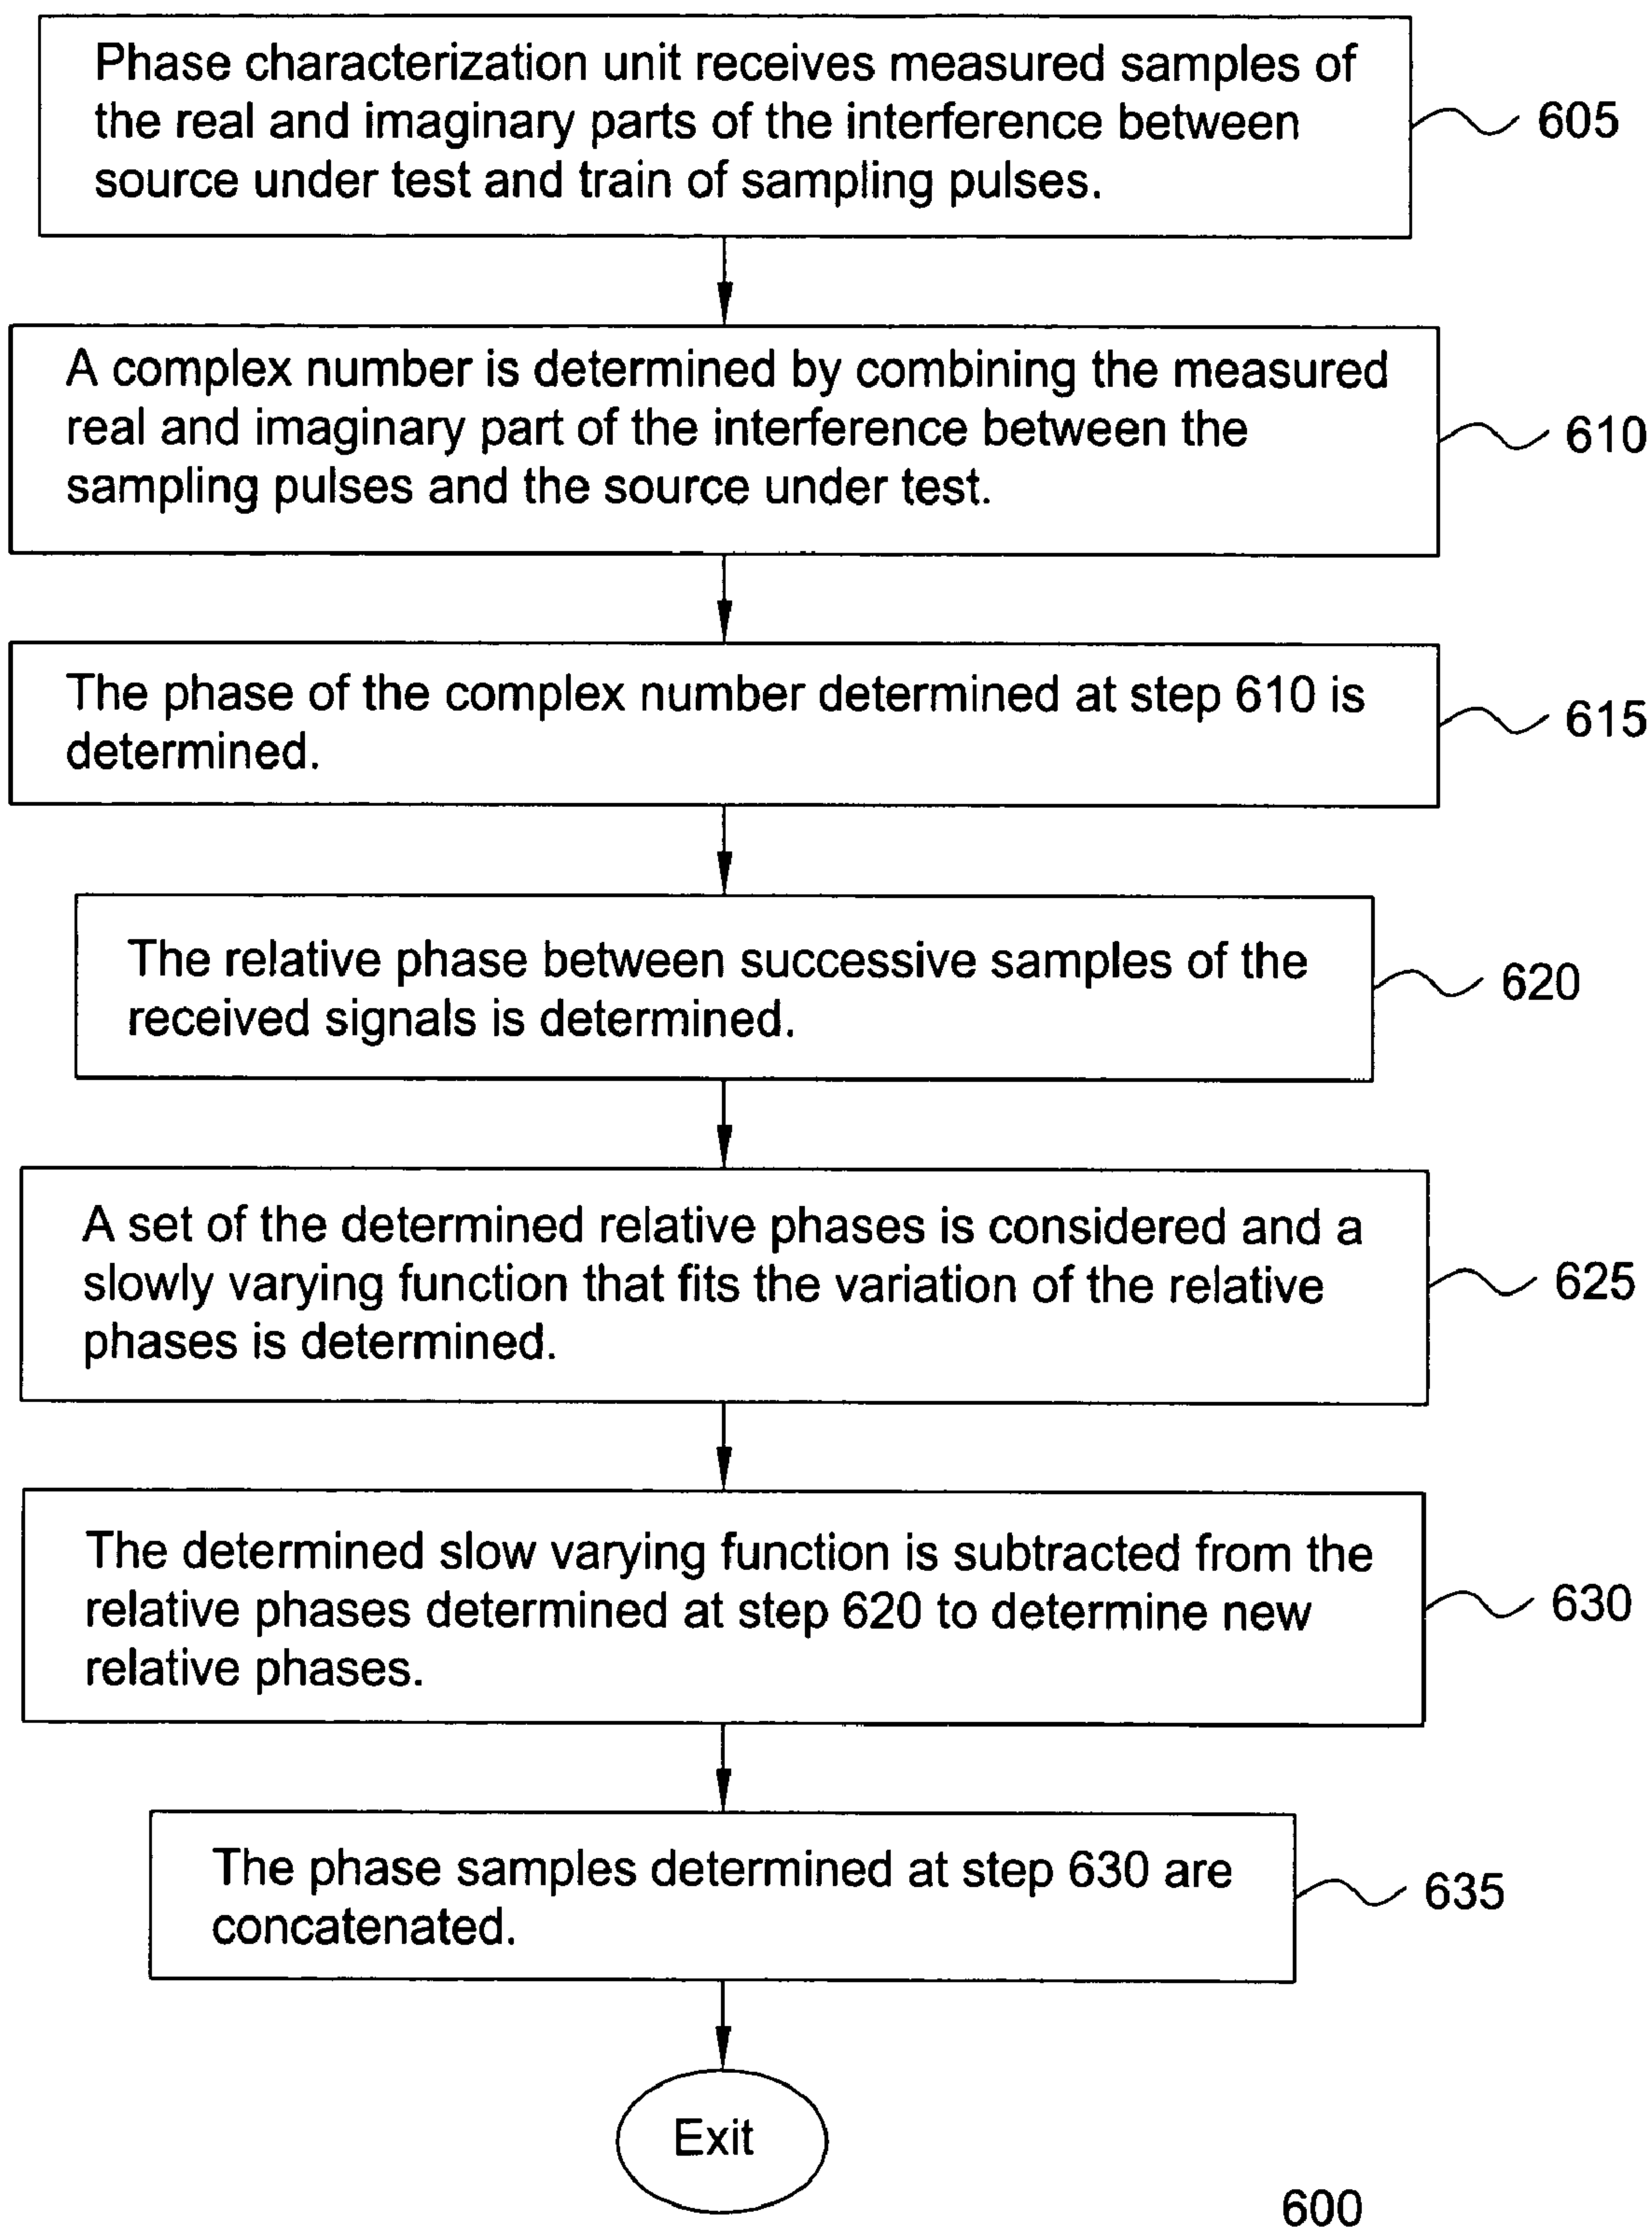 Phase characterization unit receives measured samples of
the real and imaginary parts of the interference between
source under test and train of sampling pulses.
605
A complex number is determined by combining the measured
real and imaginary part of the interference between the
sampling pulses and the source under test.
610
The phase of the complex number determined at step 610 is
determined.
615
The relative phase between successive samples of the
received signals is determined.
620
A set of the determined relative phases is considered and a
slowly varying function that fits the variation of the relative
phases is determined.
625
The determined slow varying function is subtracted from the
relative phases determined at step 620 to determine new
relative phases.
630
The phase samples determined at step 630 are
concatenated.
635
Exit
600